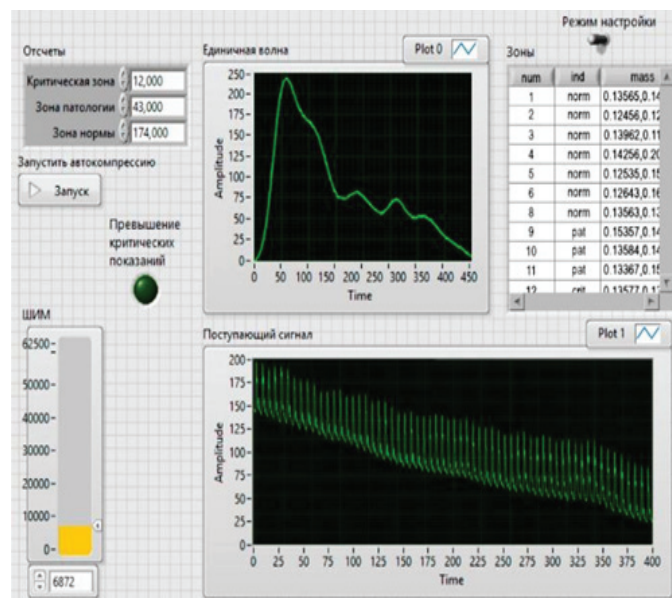 Режим настройки
Отсчеты
Критическая зона 12,000
Зона патологии 43,000
Зона нормы 174,000
Запустить автокомпрессию
Запуск
Превышение
критических
показаний
ШИМ
62500
50000
40000
30000
20000
10000
0
6872
Единичная волна
Plot 0
Amplitude
250
225
200
175
150
125
100
75
50
25
0
0 50 100 150 200 250 300 350 400 450
Time
Зоны
num ind mass
1 norm 0.13565,0.14
2 norm 0.12456,0.12
3 norm 0.13962,0.11
4 norm 0.14256,0.20
5 norm 0.12535,0.15
6 norm 0.12643,0.16
8 norm 0.13563,0.13
9 pat 0.15357,0.14
10 pat 0.13584,0.14
11 pat 0.13367,0.15
12 crit 0.13577,0.13
Поступающий сигнал
Plot 1
Amplitude
200
175
150
125
100
75
50
25
0
0 25 50 75 100 125 150 175 200 225 250 275 300 325 350 375 400
Time